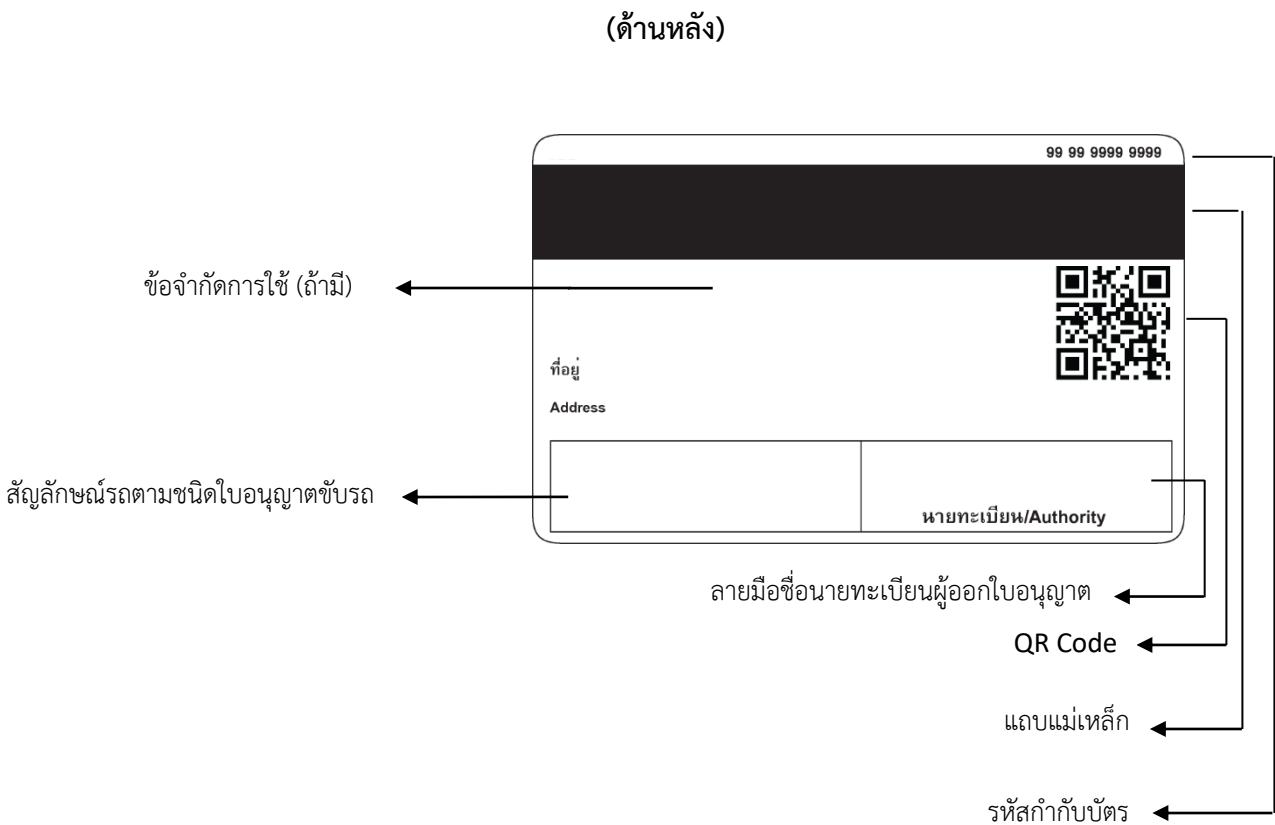 (ด้านหลัง)
99 99 9999 9999
ข้อจำกัดการใช้ (ถ้ามี)
ที่อยู่
Address
สัญลักษณ์รถตามชนิดใบอนุญาตขับรถ
นายทะเบียน/Authority
ลายมือชื่อนายทะเบียนผู้ออกใบอนุญาต
QR Code
แถบแม่เหล็ก
รหัสกำกับบัตร